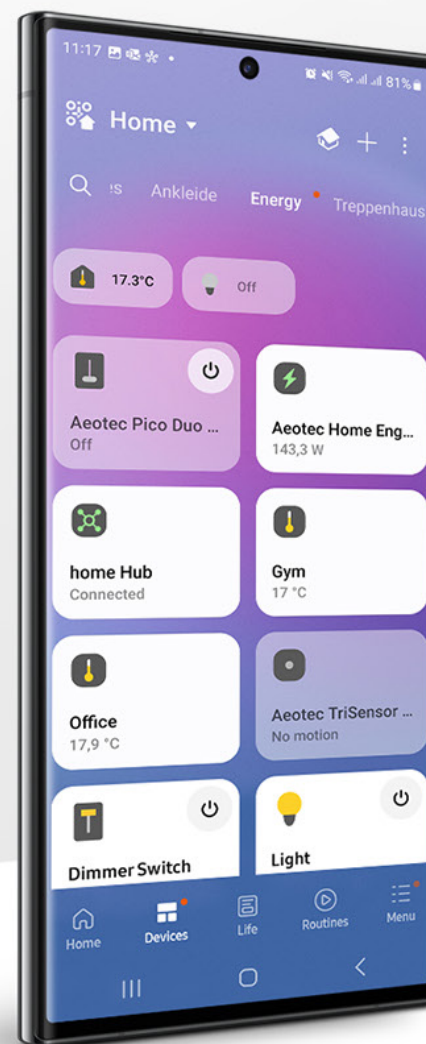 11:17
81%
Home
es Ankleide Energy Treppenhaus
17.3°C
Off
Aeotec Pico Duo ...
Off
Aeotec Home Eng...
143,3 W
home Hub
Connected
Gym
17 °C
Office
17,9 °C
Aeotec TriSensor ...
No motion
Dimmer Switch
Light
Home
Devices
Life
Routines
Menu